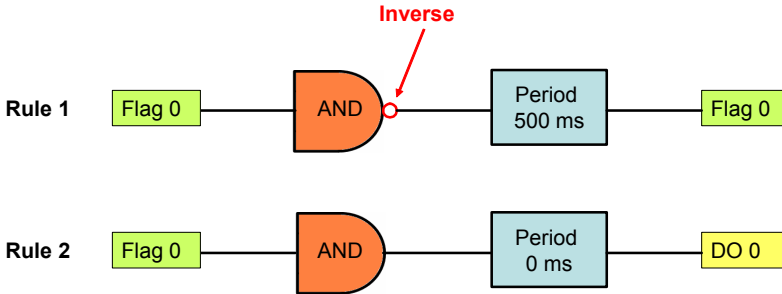 Inverse
Rule 1
Flag 0
AND
Period
500 ms
Flag 0
Rule 2
Flag 0
AND
Period
0 ms
DO 0